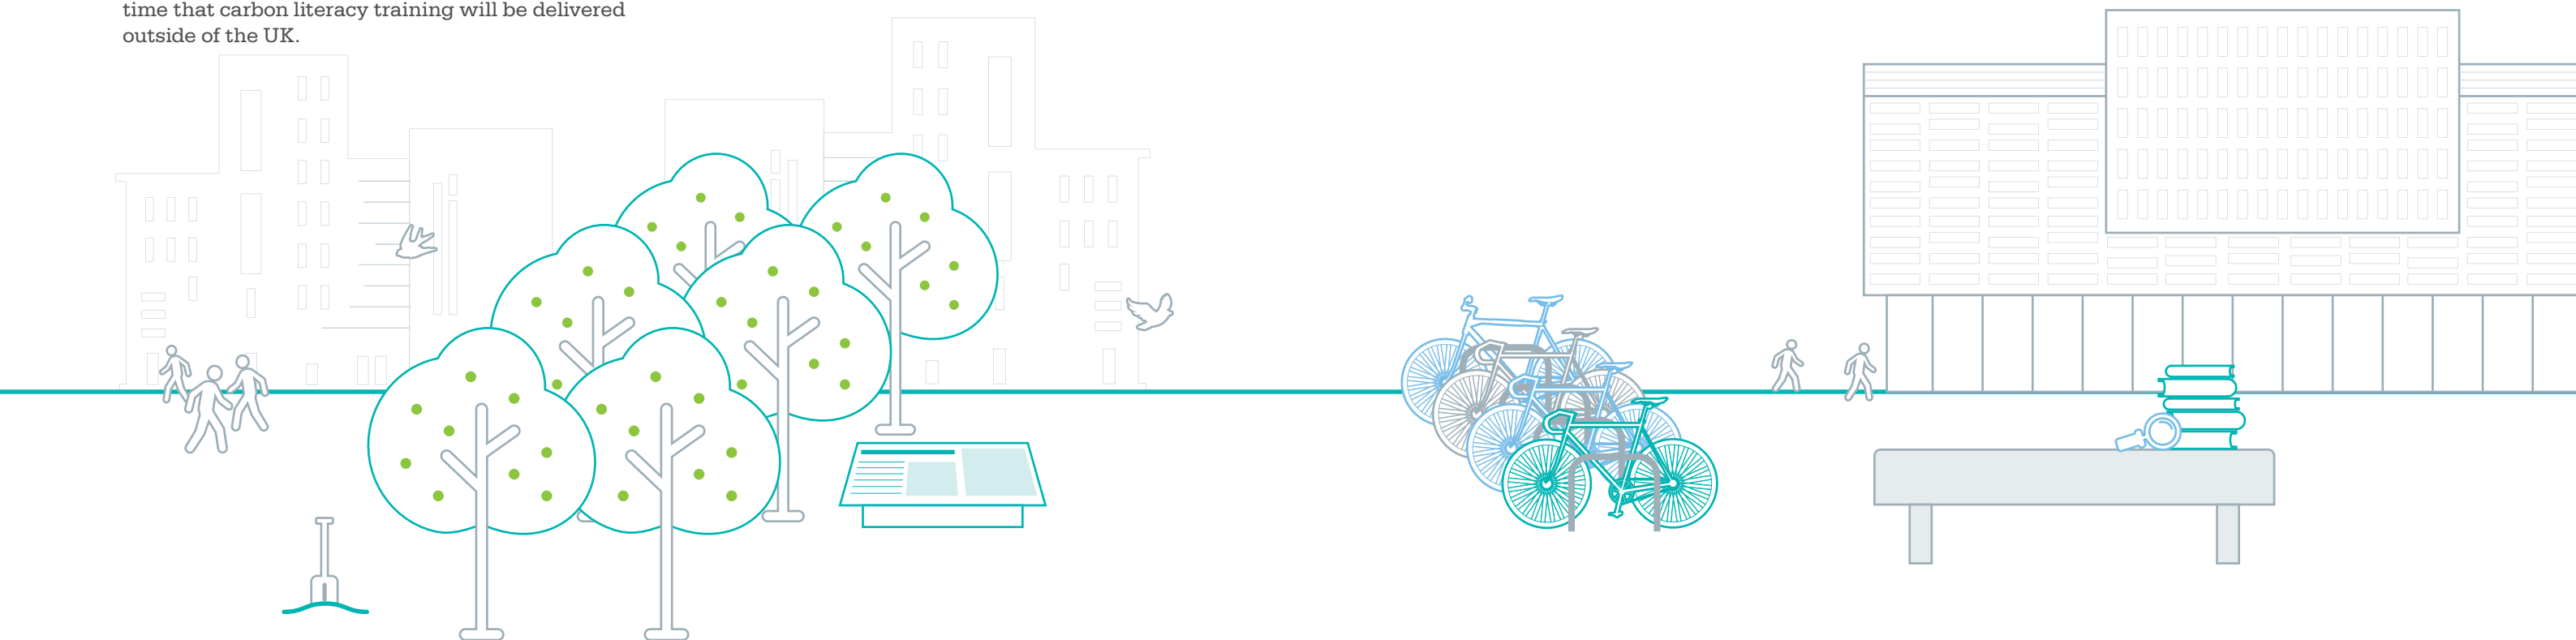 time that carbon literacy training will be delivered
outside of the UK.